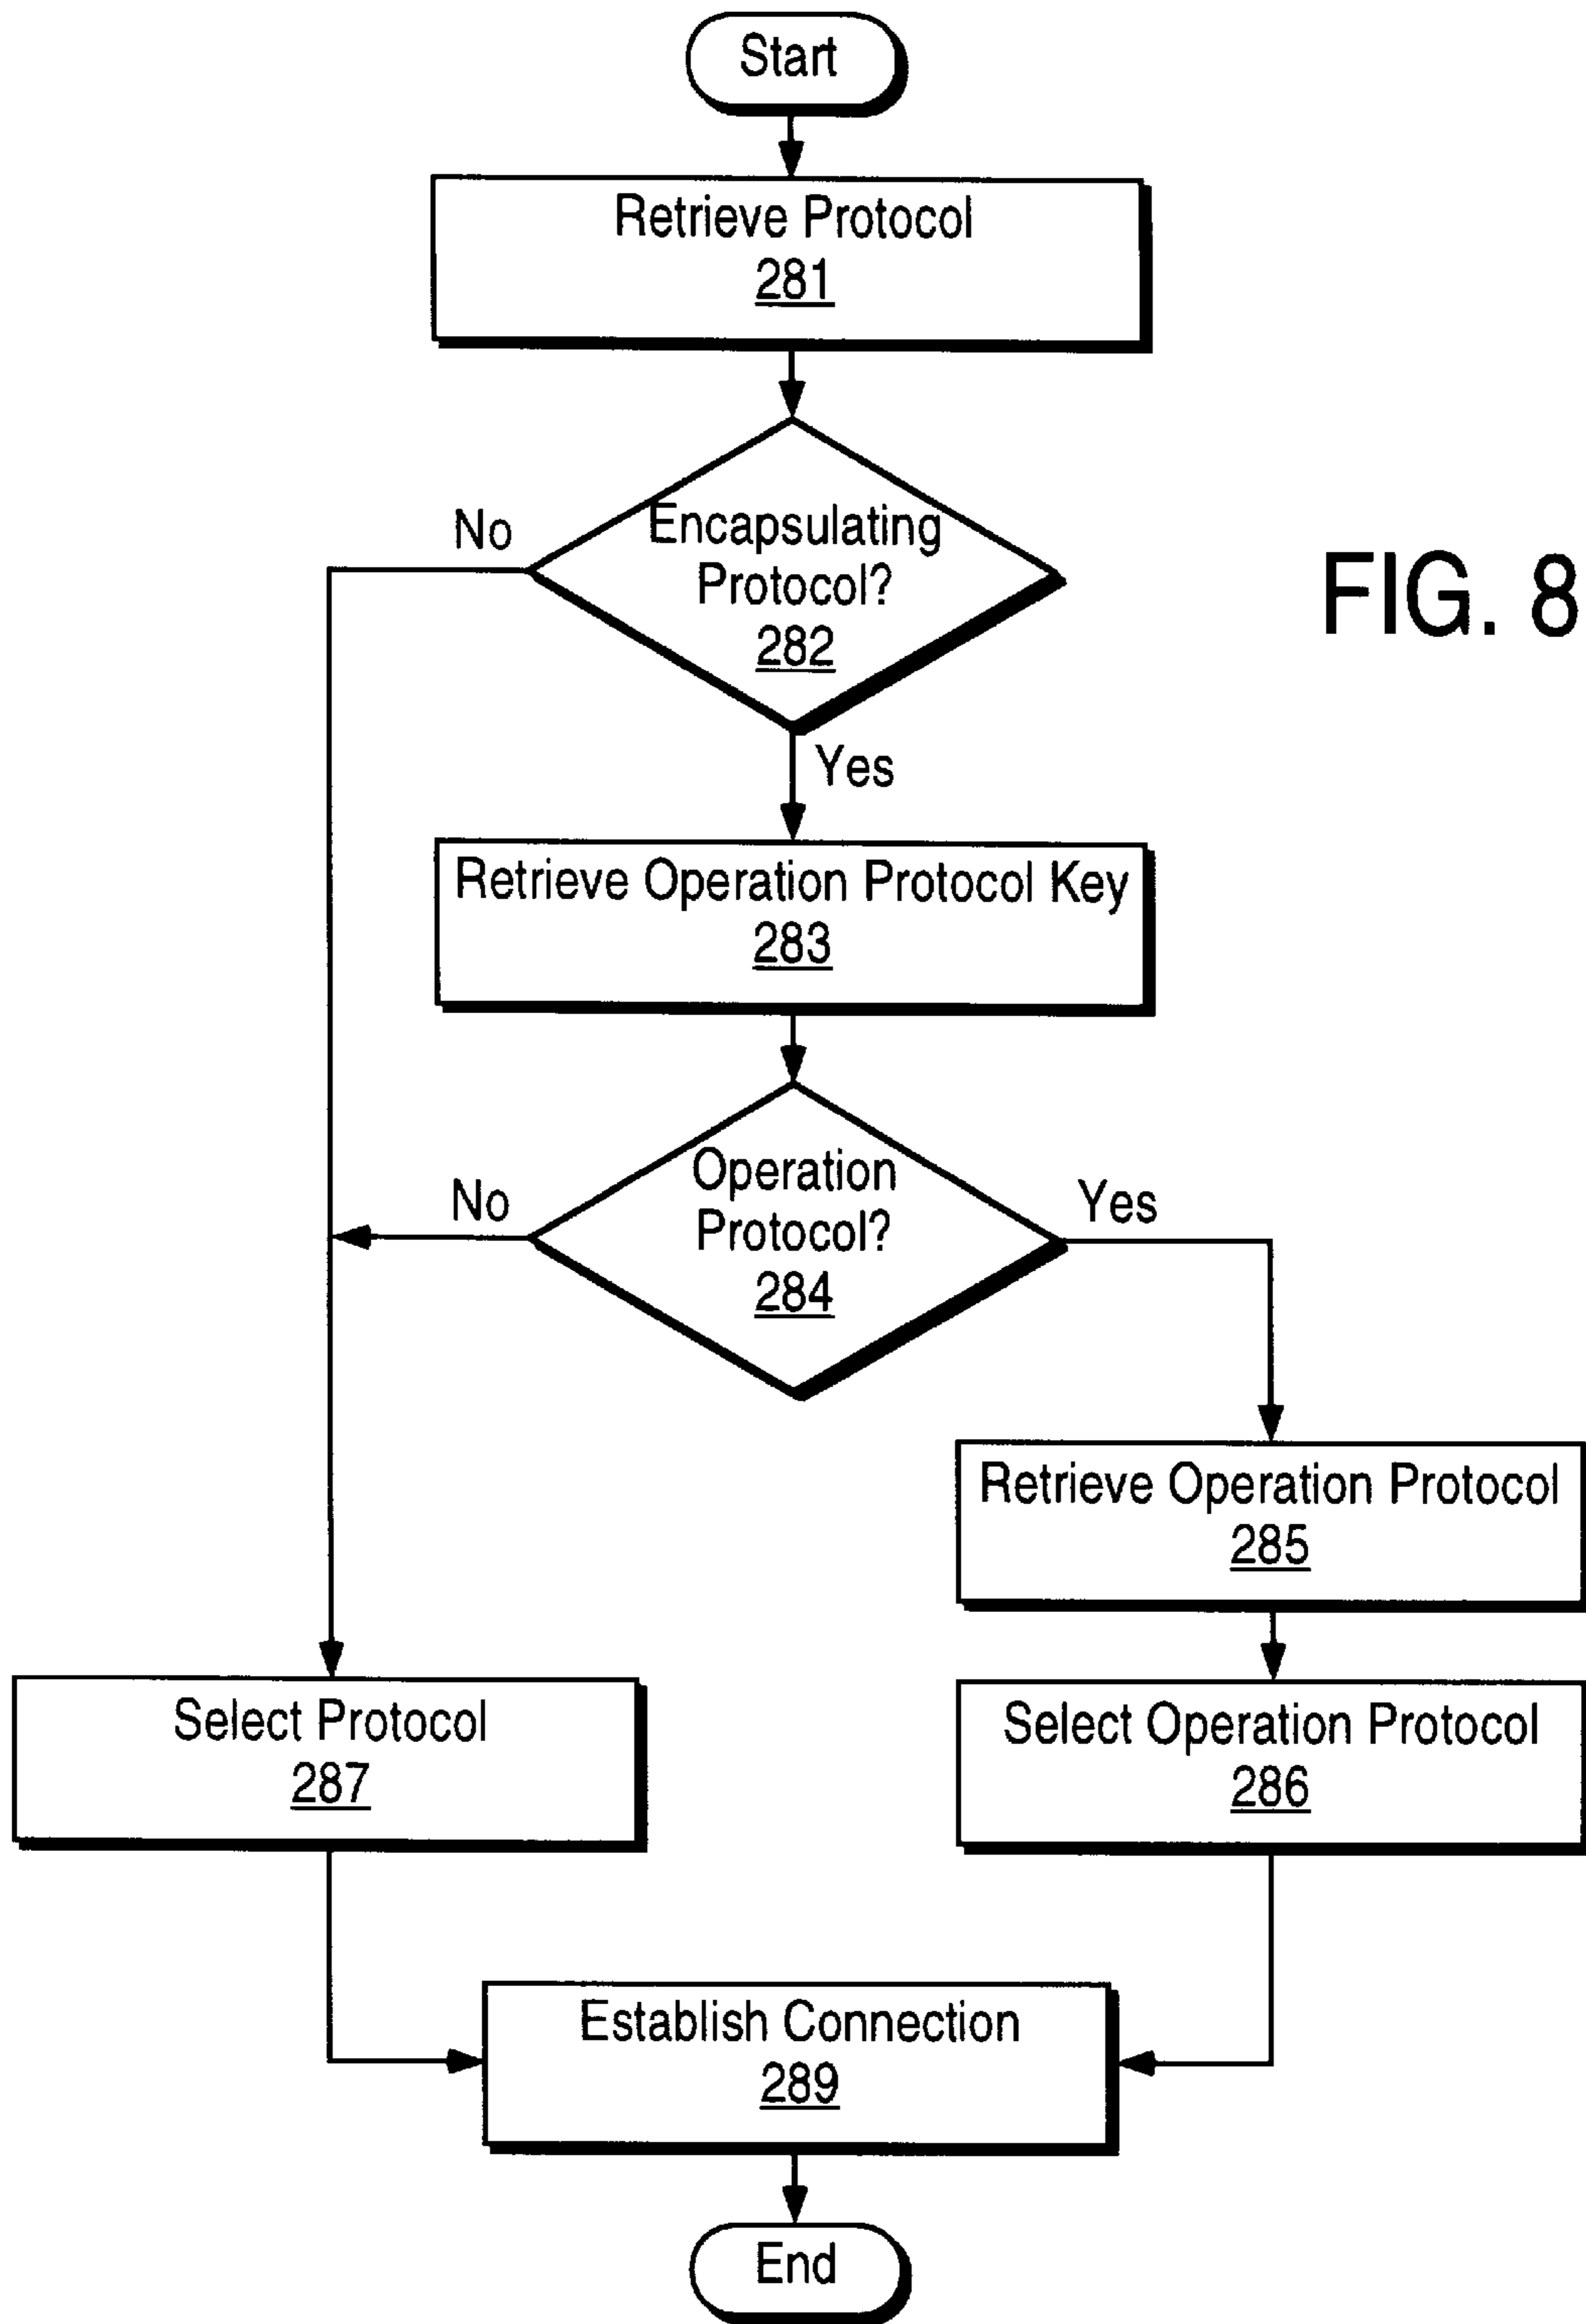 Start
Retrieve Protocol
281
No
Encapsulating
Protocol?
282
FIG. 8
Yes
Retrieve Operation Protocol Key
283
No
Operation
Protocol?
284
Yes
Retrieve Operation Protocol
285
Select Protocol
287
Select Operation Protocol
286
Establish Connection
289
End